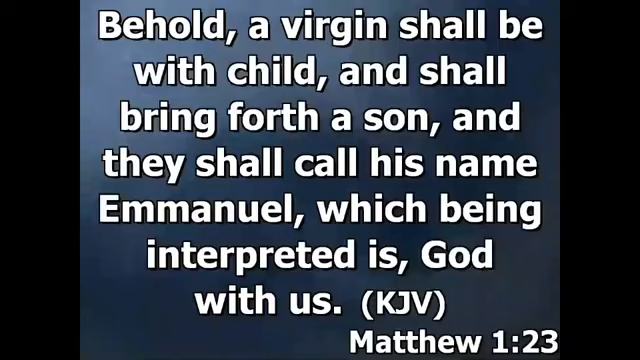 Behold, a virgin shall be
with child, and shall
bring forth a son, and
they shall call his name
Emmanuel, which being
interpreted is, God
with us. (KJV)
Matthew 1:23